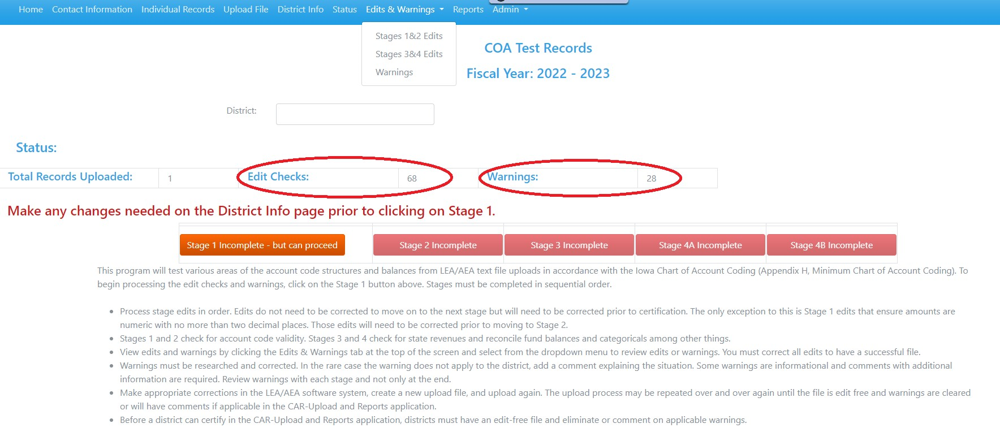 Home Contact Information Individual Records Upload File District Info Status Edits & Warnings Reports Admin
Stages 1&2 Edits
Stages 3&4 Edits
Warnings
COA Test Records
Fiscal Year: 2022 - 2023
District:
Status:
Total Records Uploaded: 1 Edit Checks: 68 Warnings: 28
Make any changes needed on the District Info page prior to clicking on Stage 1.
Stage 1 Incomplete - but can proceed Stage 2 Incomplete Stage 3 Incomplete Stage 4A Incomplete Stage 4B Incomplete
This program will test various areas of the account code structures and balances from LEA/AEA text file uploads in accordance with the Iowa Chart of Account Coding (Appendix H, Minimum Chart of Account Coding). To
begin processing the edit checks and warnings, click on the Stage 1 button above. Stages must be completed in sequential order.
• Process stage edits in order. Edits do not need to be corrected to move on to the next stage but will need to be corrected prior to certification. The only exception to this is Stage 1 edits that ensure amounts are
numeric with no more than two decimal places. Those edits will need to be corrected prior to moving to Stage 2.
• Stages 1 and 2 check for account code validity. Stages 3 and 4 check for state revenues and reconcile fund balances and categoricals among other things.
• View edits and warnings by clicking the Edits & Warnings tab at the top of the screen and select from the dropdown menu to review edits or warnings. You must correct all edits to have a successful file.
• Warnings must be researched and corrected. In the rare case the warning does not apply to the district, add a comment explaining the situation. Some warnings are informational and comments with additional
information are required. Review warnings with each stage and not only at the end.
• Make appropriate corrections in the LEA/AEA software system, create a new upload file, and upload again. The upload process may be repeated over and over again until the file is edit free and warnings are cleared
or will have comments if applicable in the CAR-Upload and Reports application.
• Before a district can certify in the CAR-Upload and Reports application, districts must have an edit-free file and eliminate or comment on applicable warnings.